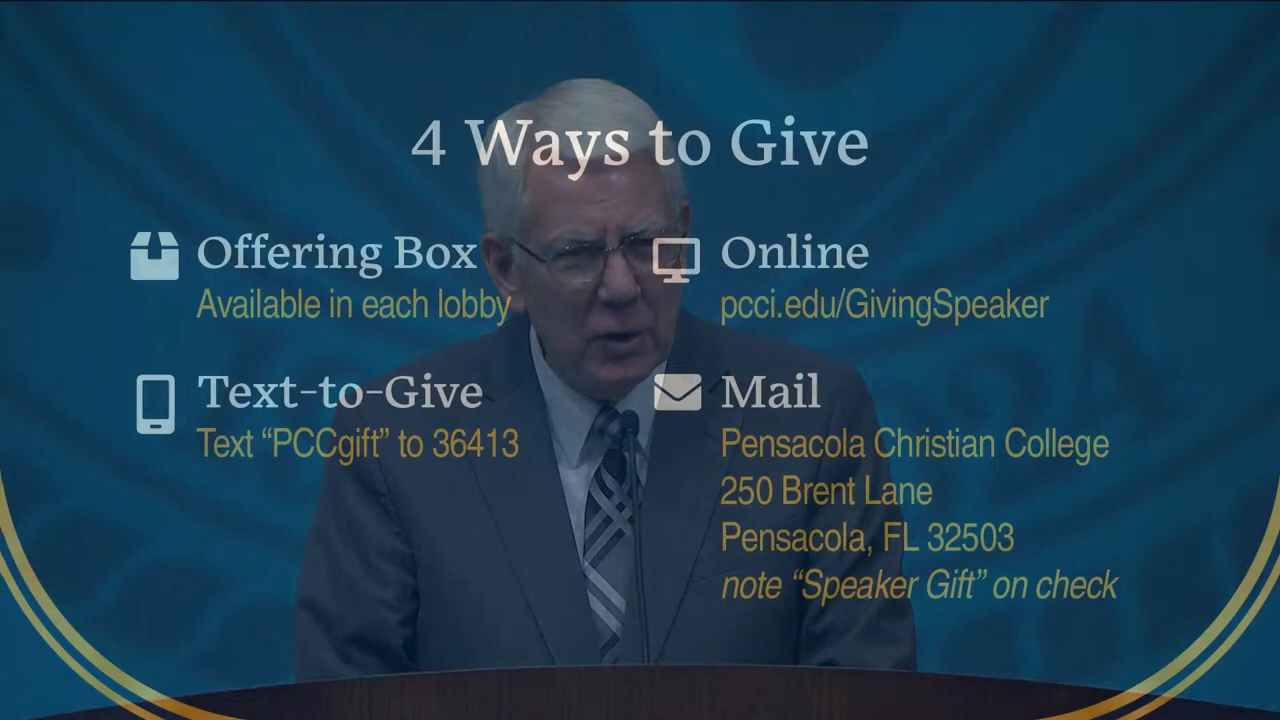 4 Ways to Give
Offering Box
Available in each lobby
Text-to-Give
Text “PCCgift” to 36413
Online
pcci.edu/GivingSpeaker
Mail
Pensacola Christian College
250 Brent Lane
Pensacola, FL 32503
note “Speaker Gift” on check